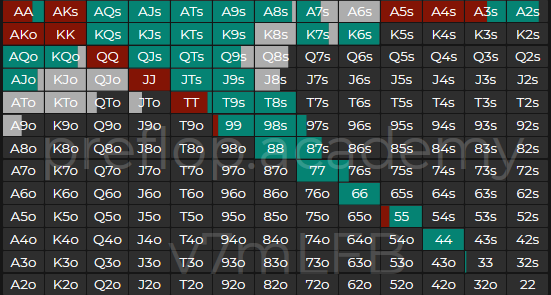 AA AKs AQs AJs ATs A9s A8s A7s A6s A5s A4s A3s A2s
AKo KK KQs KJs KTs K9s K8s K7s K6s K5s K4s K3s K2s
AQo KQo QQ QJs QTs Q9s Q8s Q7s Q6s Q5s Q4s Q3s Q2s
AJo KJo QJo JJ JTs J9s J8s J7s J6s J5s J4s J3s J2s
ATo KTo QTo JTo TT T9s T8s T7s T6s T5s T4s T3s T2s
A9o K9o Q9o J9o T9o 99 98s 97s 96s 95s 94s 93s 92s
A8o K8o Q8o J8o T8o 98o 88 87s 86s 85s 84s 83s 82s
preflop.academy
A7o K7o Q7o J7o T7o 97o 87o 77 76s 75s 74s 73s 72s
A6o K6o Q6o J6o T6o 96o 86o 76o 66 65s 64s 63s 62s
A5o K5o Q5o J5o T5o 95o 85o 75o 65o 55 54s 53s 52s
A4o K4o Q4o J4o T4o 94o 84o 74o 64o 54o 44 43s 42s
v7mLFB
A3o K3o Q3o J3o T3o 93o 83o 73o 63o 53o 43o 33 32s
A2o K2o Q2o J2o T2o 92o 82o 72o 62o 52o 42o 32o 22